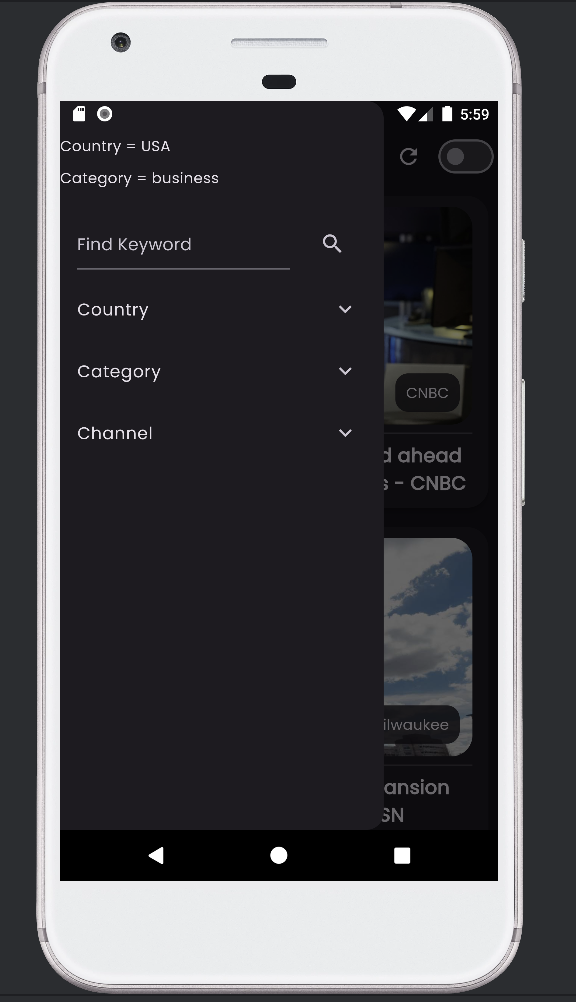 5:59
Country = USA
Category = business
Find Keyword
Country
Category
Channel
CNBC
d ahead
s - CNBC
ilwaukee
ansion
SN